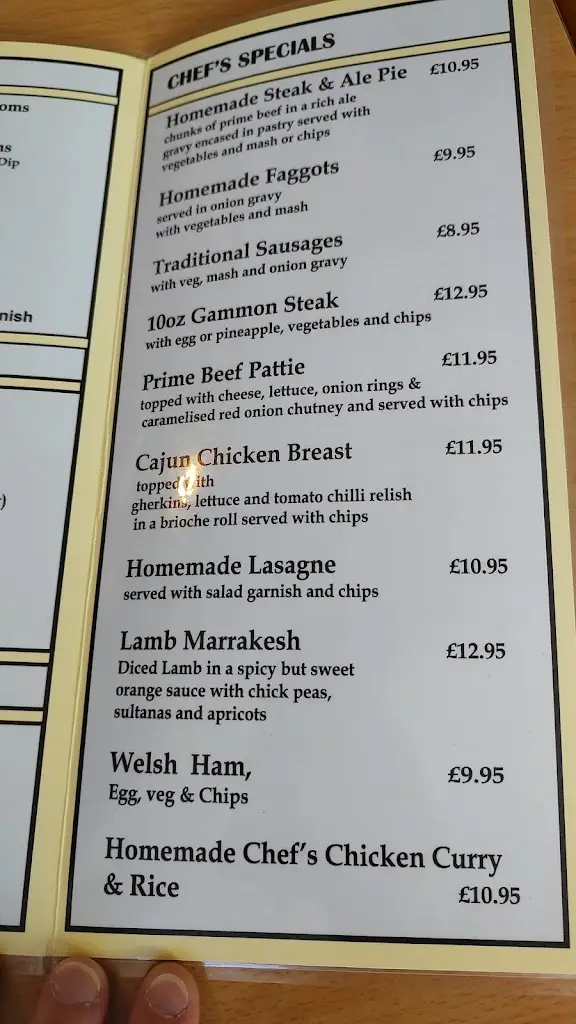 oms
ns
Dip
nish
)
CHEF'S SPECIALS
Homemade Steak & Ale Pie £10.95
chunks of prime beef in a rich ale
gravy encased in pastry served with
vegetables and mash or chips
Homemade Faggots £9.95
served in onion gravy
with vegetables and mash
Traditional Sausages £8.95
with veg, mash and onion gravy
10oz Gammon Steak £12.95
with egg or pineapple, vegetables and chips
Prime Beef Pattie £11.95
topped with cheese, lettuce, onion rings &
caramelised red onion chutney and served with chips
Cajun Chicken Breast £11.95
topped with
gherkins, lettuce and tomato chilli relish
in a brioche roll served with chips
Homemade Lasagne £10.95
served with salad garnish and chips
Lamb Marrakesh £12.95
Diced Lamb in a spicy but sweet
orange sauce with chick peas,
sultanas and apricots
Welsh Ham, £9.95
Egg, veg & Chips
Homemade Chef's Chicken Curry
& Rice £10.95